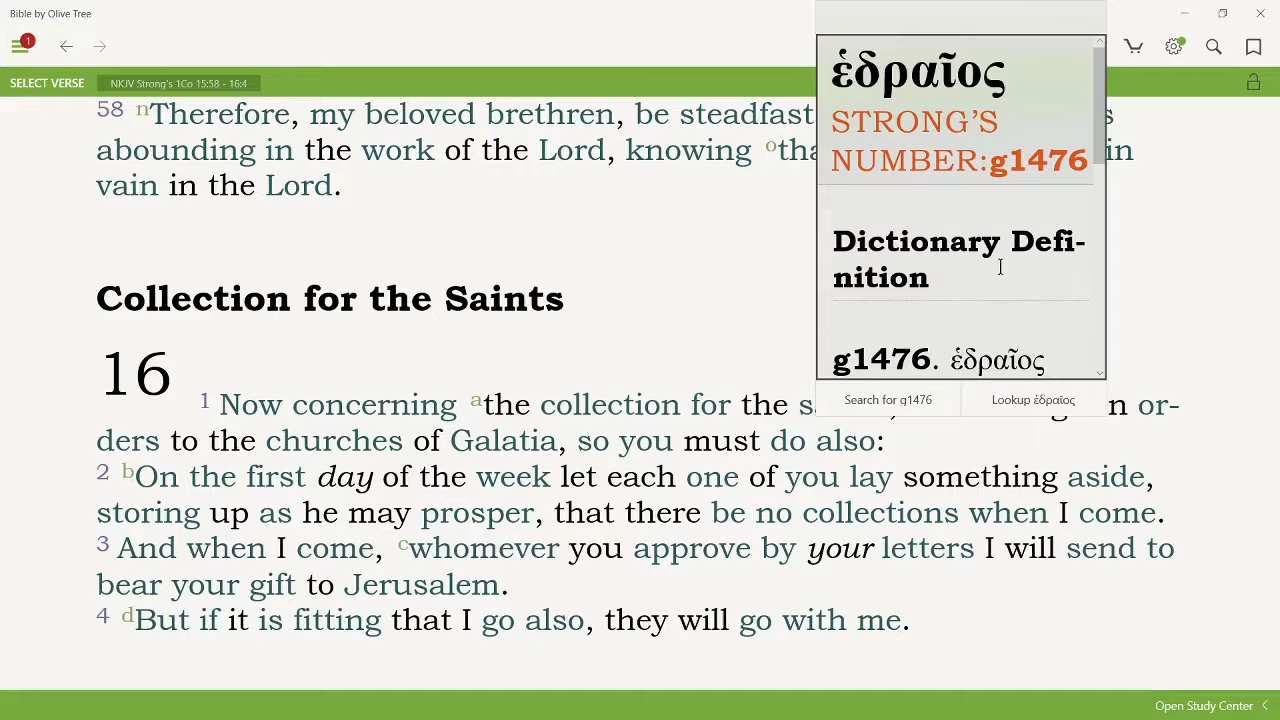 Bible by Olive Tree
1
SELECT VERSE NKJV Strong's 1Co 15:58 - 16:4
58 nTherefore, my beloved brethren, be steadfast
abounding in the work of the Lord, knowing in
vain in the Lord.
Collection for the Saints
16
1 Now concerning athe collection for the or-
ders to the churches of Galatia, so you must do also:
2 bOn the first day of the week let each one of you lay something aside,
storing up as he may prosper, that there be no collections when I come.
3 And when I come, cwhomever you approve by your letters I will send to
bear your gift to Jerusalem.
4 dBut if it is fitting that I go also, they will go with me.
ἑδραῖος
STRONG'S
NUMBER:g1476
Dictionary Defi-
nition
g1476. ἑδραῖος
Search for g1476 Lookup ἑδραῖος
Open Study Center